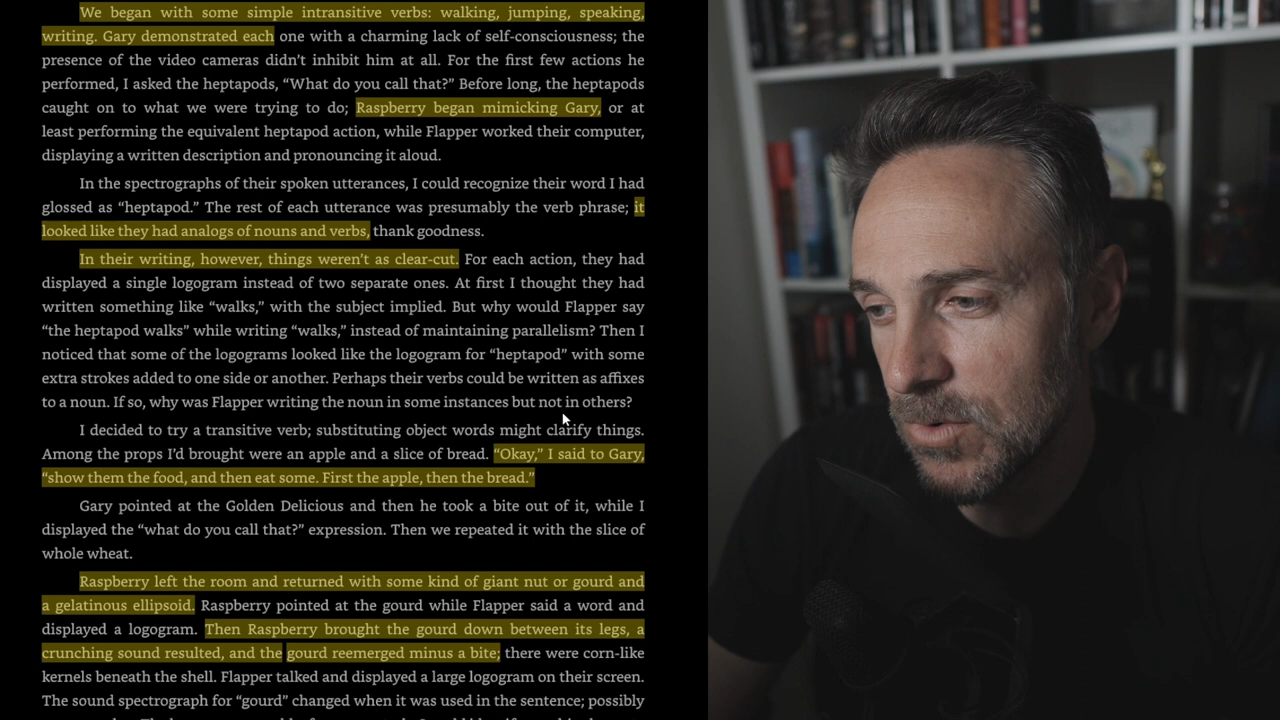 We began with some simple intransitive verbs: walking, jumping, speaking,
writing. Gary demonstrated each one with a charming lack of self-consciousness; the
presence of the video cameras didn’t inhibit him at all. For the first few actions he
performed, I asked the heptapods, “What do you call that?” Before long, the heptapods
caught on to what we were trying to do; Raspberry began mimicking Gary, or at
least performing the equivalent heptapod action, while Flapper worked their computer,
displaying a written description and pronouncing it aloud.
In the spectrographs of their spoken utterances, I could recognize their word I had
glossed as “heptapod.” The rest of each utterance was presumably the verb phrase; it
looked like they had analogs of nouns and verbs, thank goodness.
In their writing, however, things weren’t as clear-cut. For each action, they had
displayed a single logogram instead of two separate ones. At first I thought they had
written something like “walks,” with the subject implied. But why would Flapper say
“the heptapod walks” while writing “walks,” instead of maintaining parallelism? Then I
noticed that some of the logograms looked like the logogram for “heptapod” with some
extra strokes added to one side or another. Perhaps their verbs could be written as affixes
to a noun. If so, why was Flapper writing the noun in some instances but not in others?
I decided to try a transitive verb; substituting object words might clarify things.
Among the props I’d brought were an apple and a slice of bread. “Okay,” I said to Gary,
“show them the food, and then eat some. First the apple, then the bread.”
Gary pointed at the Golden Delicious and then he took a bite out of it, while I
displayed the “what do you call that?” expression. Then we repeated it with the slice of
whole wheat.
Raspberry left the room and returned with some kind of giant nut or gourd and
a gelatinous ellipsoid. Raspberry pointed at the gourd while Flapper said a word and
displayed a logogram. Then Raspberry brought the gourd down between its legs, a
crunching sound resulted, and the gourd reemerged minus a bite; there were corn-like
kernels beneath the shell. Flapper talked and displayed a large logogram on their screen.
The sound spectrograph for “gourd” changed when it was used in the sentence; possibly